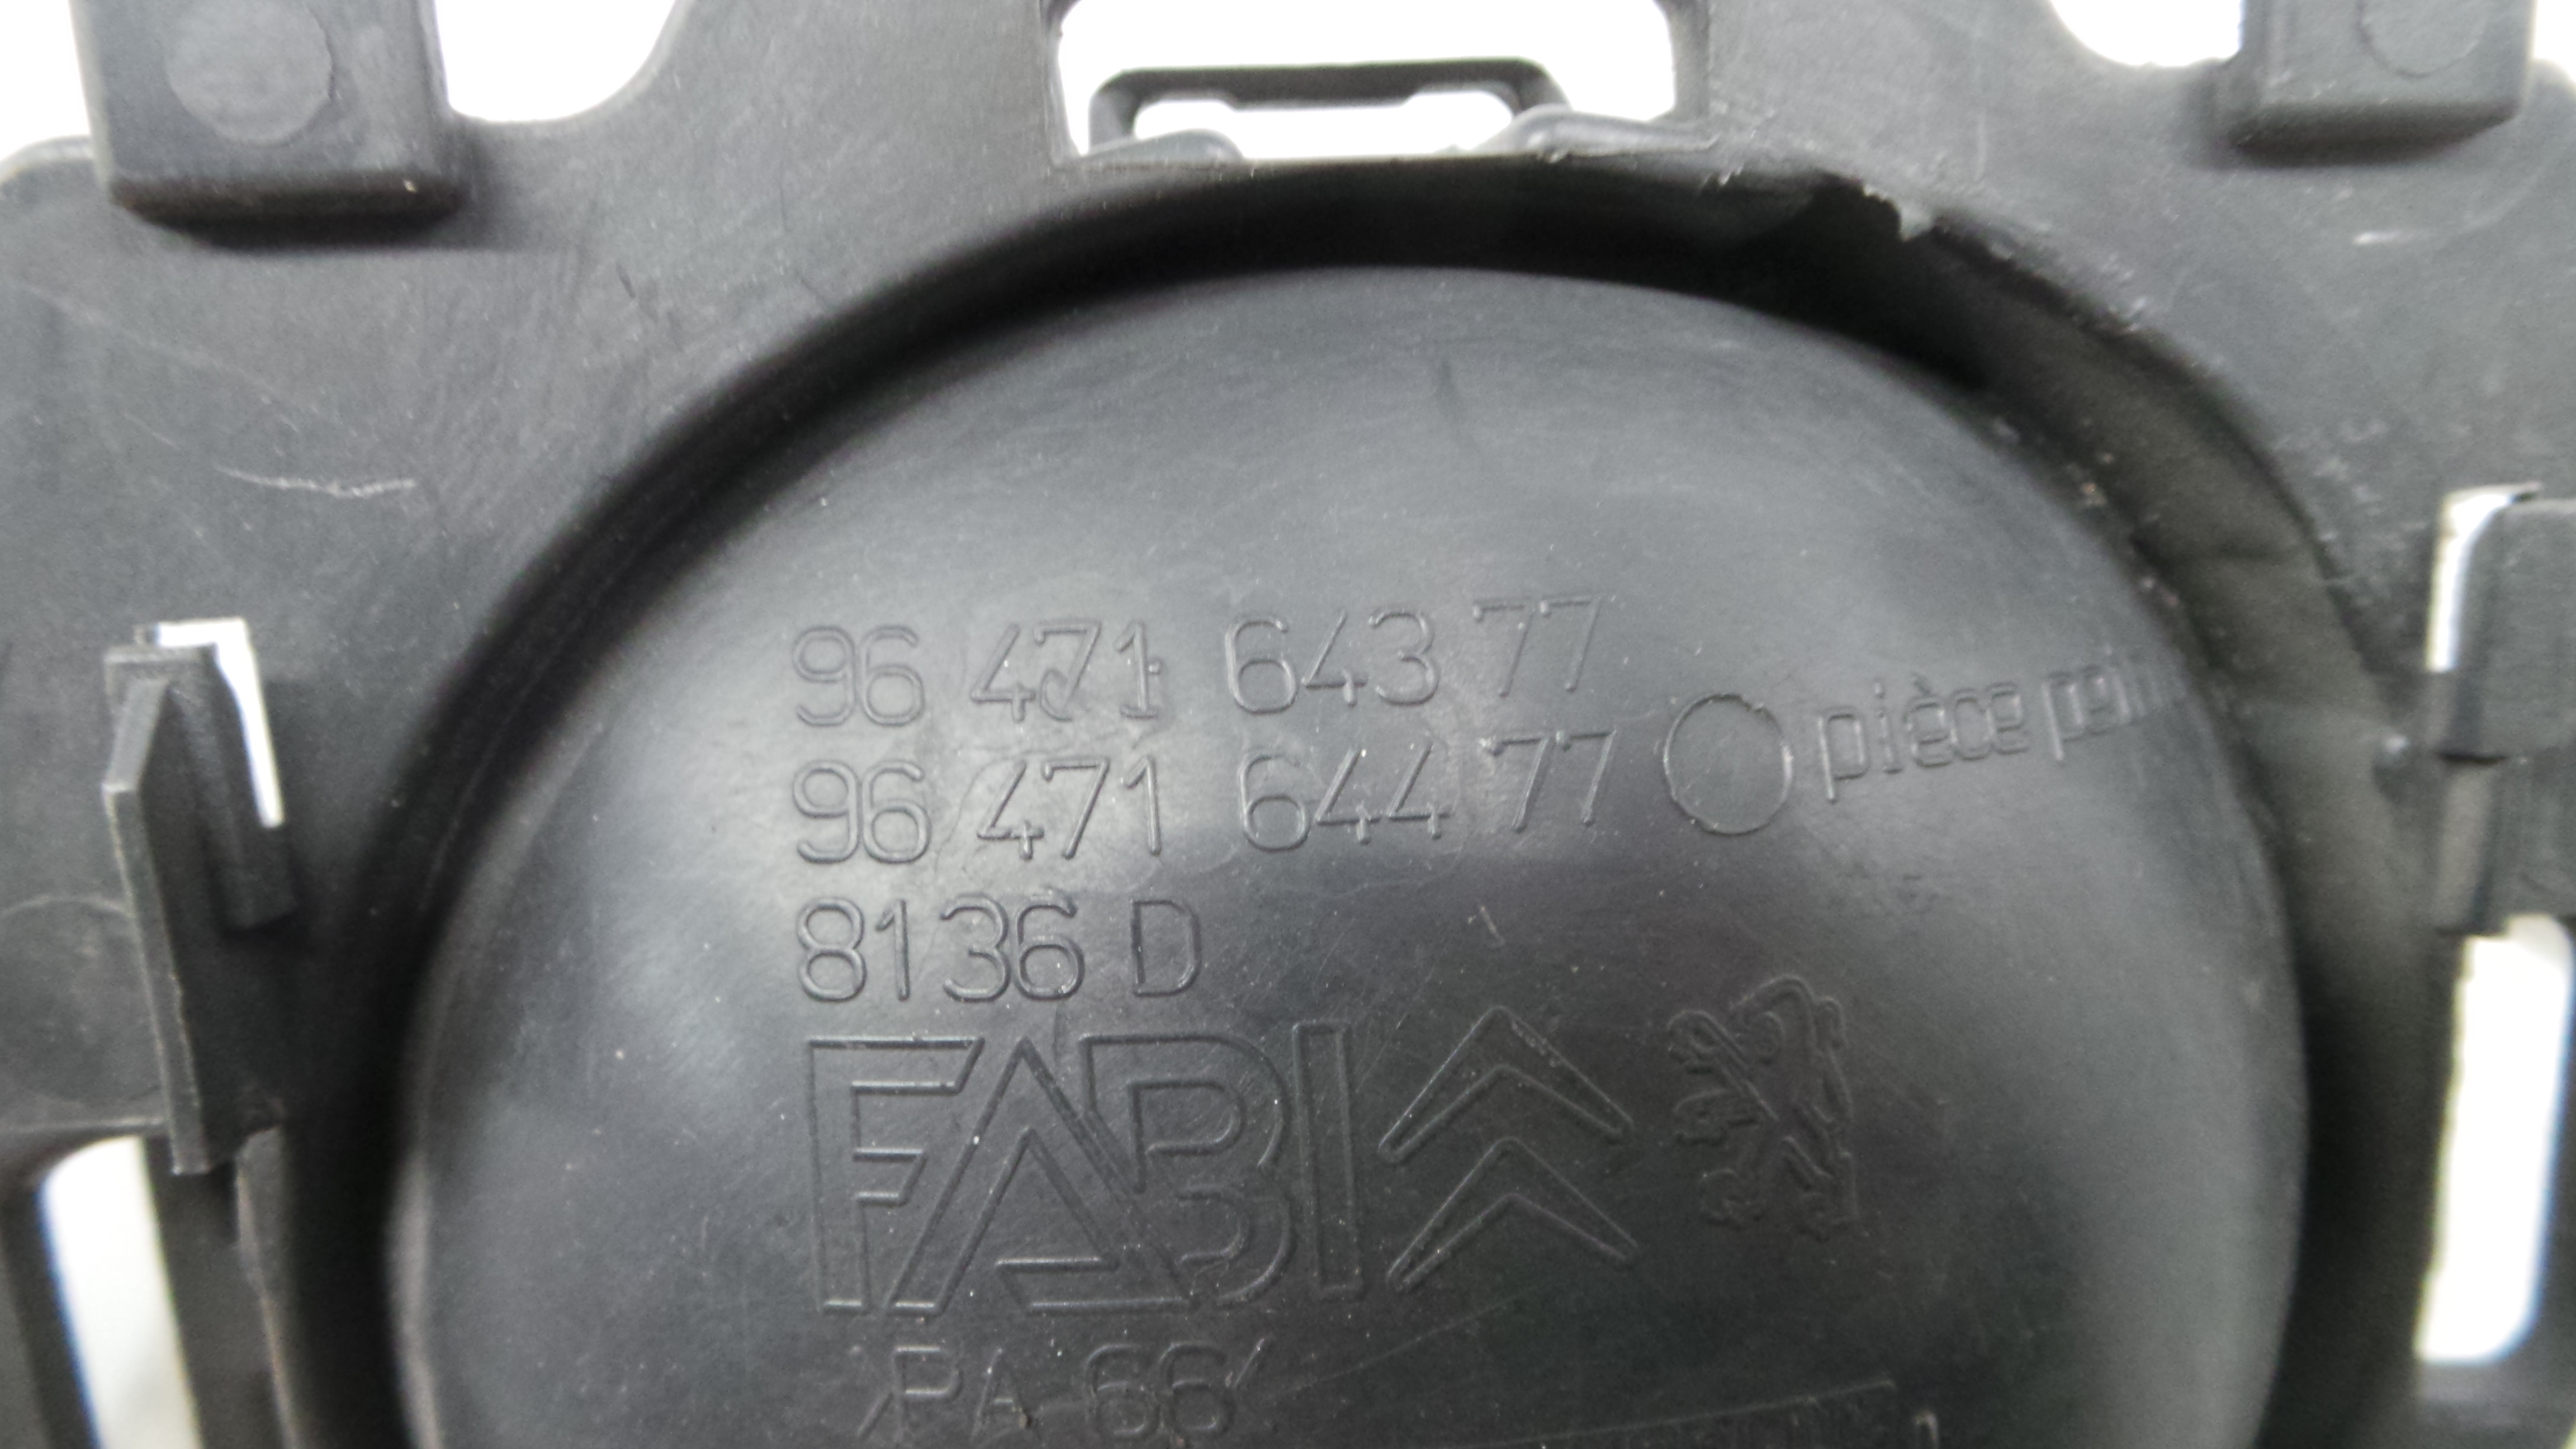 96 471 643 77
96 471 644 77 pièce
8136 D
FABI
>PA 66<